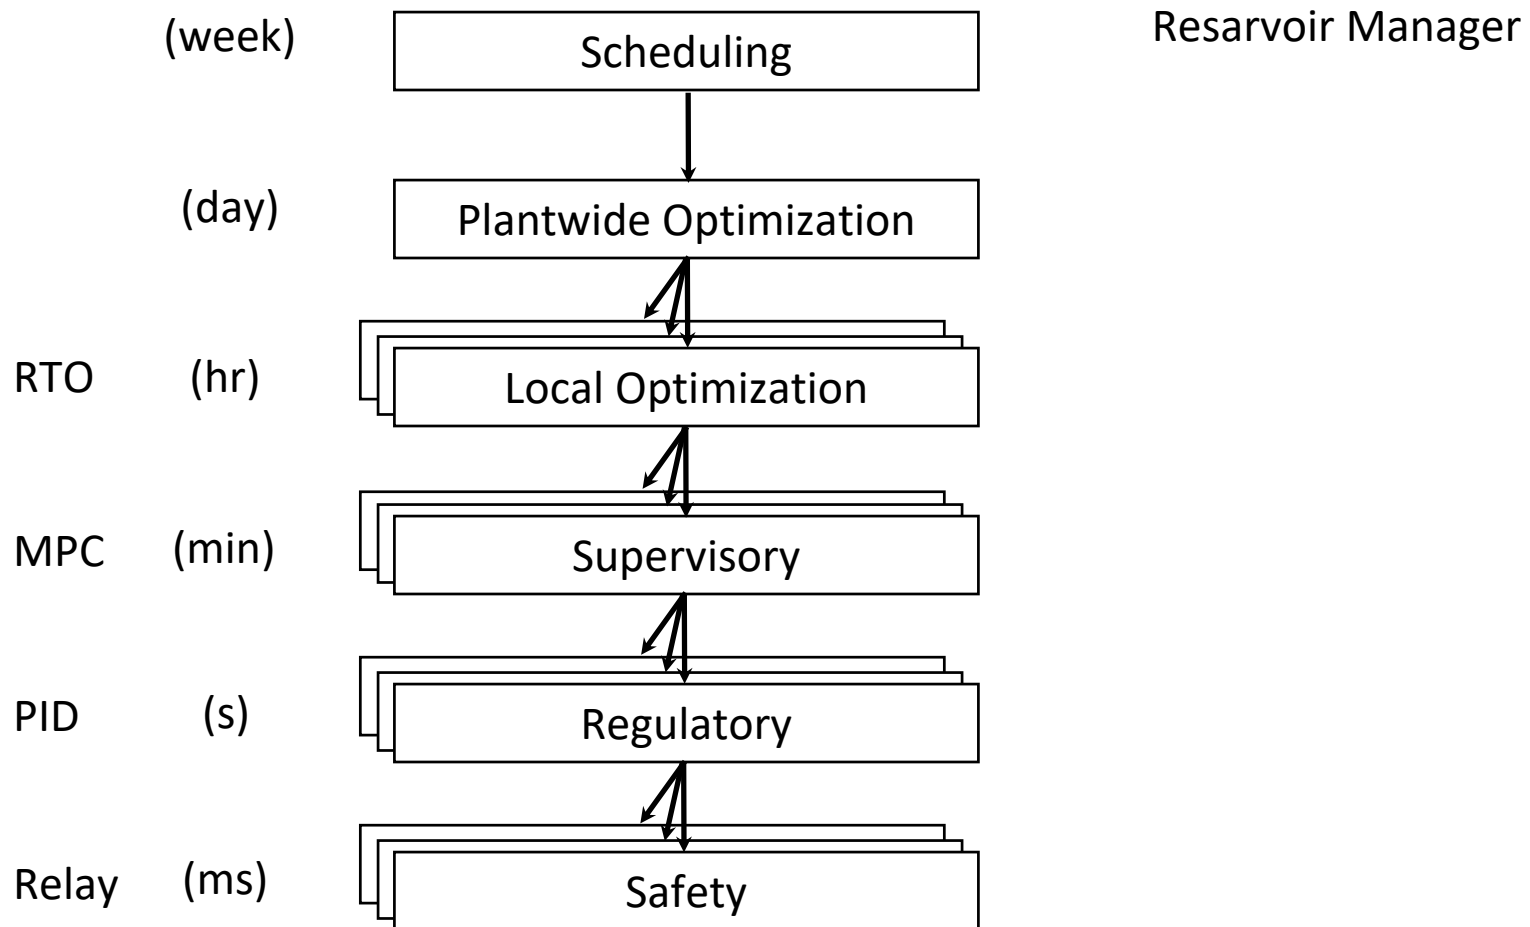 (week) Scheduling Resarvoir Manager
(day) Plantwide Optimization
RTO (hr) Local Optimization
MPC (min) Supervisory
PID (s) Regulatory
Relay (ms) Safety